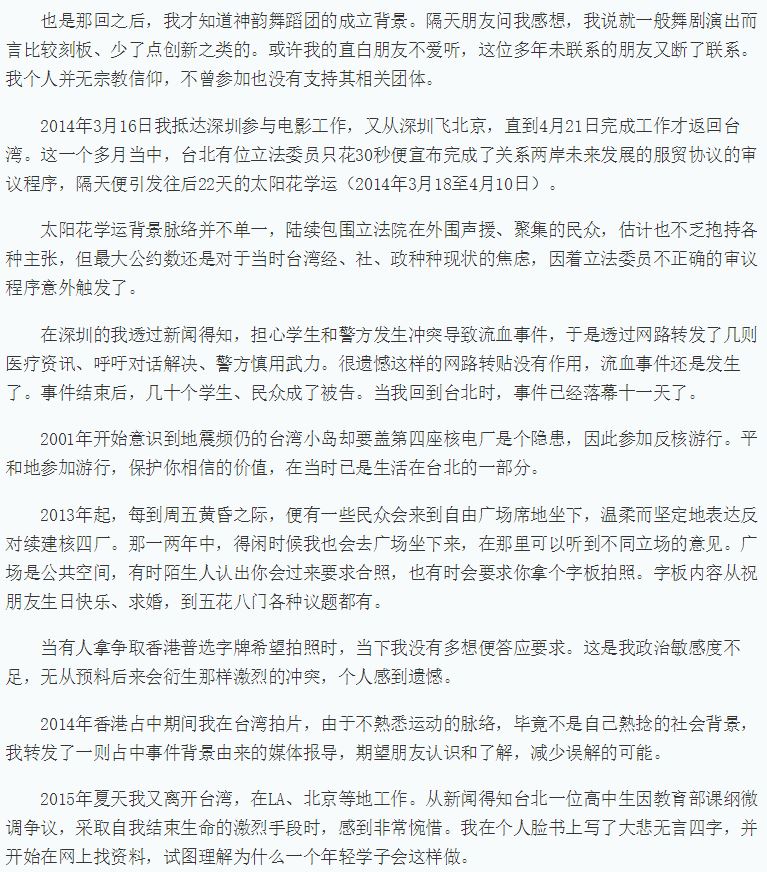 也是那回之后，我才知道神韵舞蹈团的成立背景。隔天朋友问我感想，我说就一般舞剧演出而
言比较刻板、少了点创新之类的。或许我的直白朋友不爱听，这位多年未联系的朋友又断了联系。
我个人并无宗教信仰，不曾参加也没有支持其相关团体。
2014年3月16日我抵达深圳参与电影工作，又从深圳飞北京，直到4月21日完成工作才返回台
湾。这一个多月当中，台北有位立法委员只花30秒便宣布完成了关系两岸未来发展的服贸协议的审
议程序，隔天便引发往后22天的太阳花学运（2014年3月18至4月10日）。
太阳花学运背景脉络并不单一，陆续包围立法院在外围声援、聚集的民众，估计也不乏抱持各
种主张，但最大公约数还是对于当时台湾经、社、政种种现状的焦虑，因着立法委员不正确的审议
程序意外触发了。
在深圳的我透过新闻得知，担心学生和警方发生冲突导致流血事件，于是透过网路转发了几则
医疗资讯、呼吁对话解决、警方慎用武力。很遗憾这样的网路转贴没有作用，流血事件还是发生
了。事件结束后，几十个学生、民众成了被告。当我回到台北时，事件已经落幕十一天了。
2001年开始意识到地震频仍的台湾小岛却要盖第四座核电厂是个隐患，因此参加反核游行。平
和地参加游行，保护你相信的价值，在当时已是生活在台北的一部分。
2013年起，每到周五黄昏之际，便有一些民众会来到自由广场席地坐下，温柔而坚定地表达反
对续建核四厂。那一两年中，得闲时候我也会去广场坐下来，在那里可以听到不同立场的意见。广
场是公共空间，有时陌生人认出你会过来要求合照，也有时会要求你拿个字板拍照。字板内容从祝
朋友生日快乐、求婚，到五花八门各种议题都有。
当有人拿争取香港普选字牌希望拍照时，当下我没有多想便答应要求。这是我政治敏感度不
足，无从预料后来会衍生那样激烈的冲突，个人感到遗憾。
2014年香港占中期间我在台湾拍片，由于不熟悉运动的脉络，毕竟不是自己熟捻的社会背景，
我转发了一则占中事件背景由来的媒体报导，期望朋友认识和了解，减少误解的可能。
2015年夏天我又离开台湾，在LA、北京等地工作。从新闻得知台北一位高中生因教育部课纲微
调争议，采取自我结束生命的激烈手段时，感到非常惋惜。我在个人脸书上写了大悲无言四字，并
开始在网上找资料，试图理解为什么一个年轻学子会这样做。